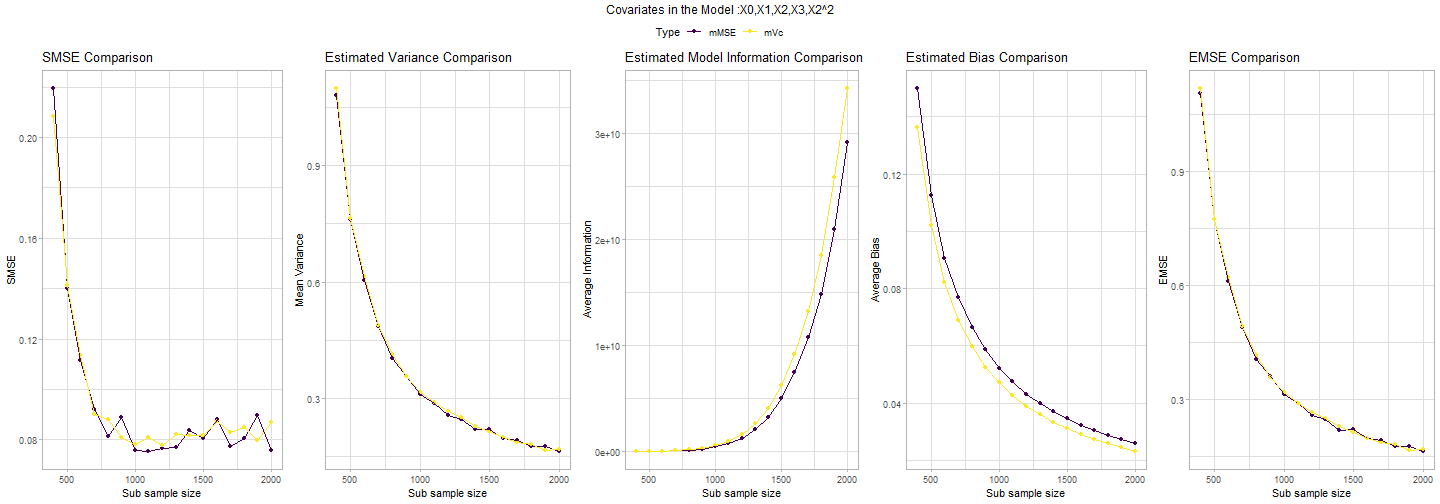 Covariates in the Model :X0,X1,X2,X3,X2^2
Type mMSE mVc
SMSE Comparison
SMSE
0.20
0.16
0.12
0.08
500 1000 1500 2000
Sub sample size
Estimated Variance Comparison
Mean Variance
0.9
0.6
0.3
500 1000 1500 2000
Sub sample size
Estimated Model Information Comparison
Average Information
3e+10
2e+10
1e+10
0e+00
500 1000 1500 2000
Sub sample size
Estimated Bias Comparison
Average Bias
0.12
0.08
0.04
500 1000 1500 2000
Sub sample size
EMSE Comparison
EMSE
0.9
0.6
0.3
500 1000 1500 2000
Sub sample size